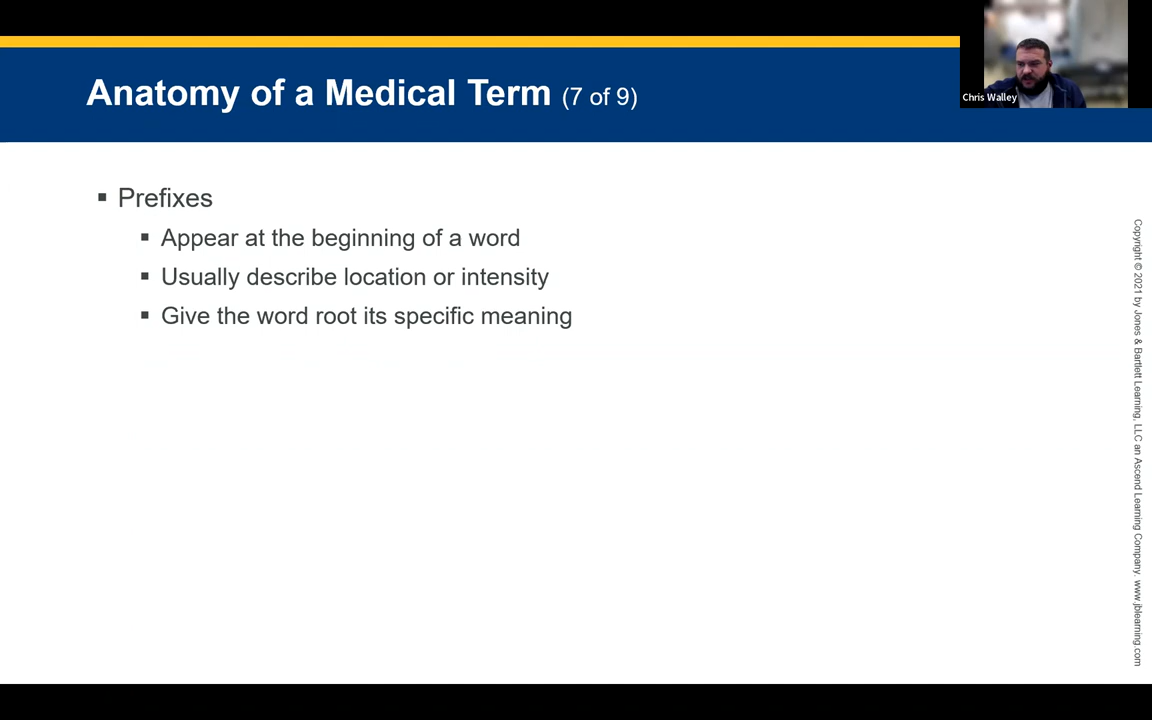 Anatomy of a Medical Term (7 of 9)
Chris Walley
▪ Prefixes
▪ Appear at the beginning of a word
▪ Usually describe location or intensity
▪ Give the word root its specific meaning
Copyright © 2021 by Jones & Bartlett Learning, LLC an Ascend Learning Company. www.jblearning.com